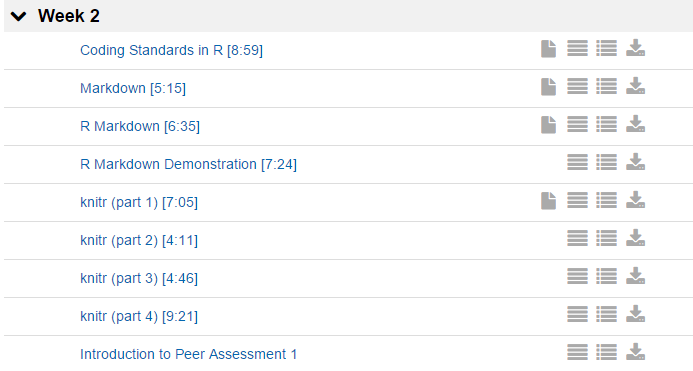 Week 2
Coding Standards in R [8:59]
Markdown [5:15]
R Markdown [6:35]
R Markdown Demonstration [7:24]
knitr (part 1) [7:05]
knitr (part 2) [4:11]
knitr (part 3) [4:46]
knitr (part 4) [9:21]
Introduction to Peer Assessment 1